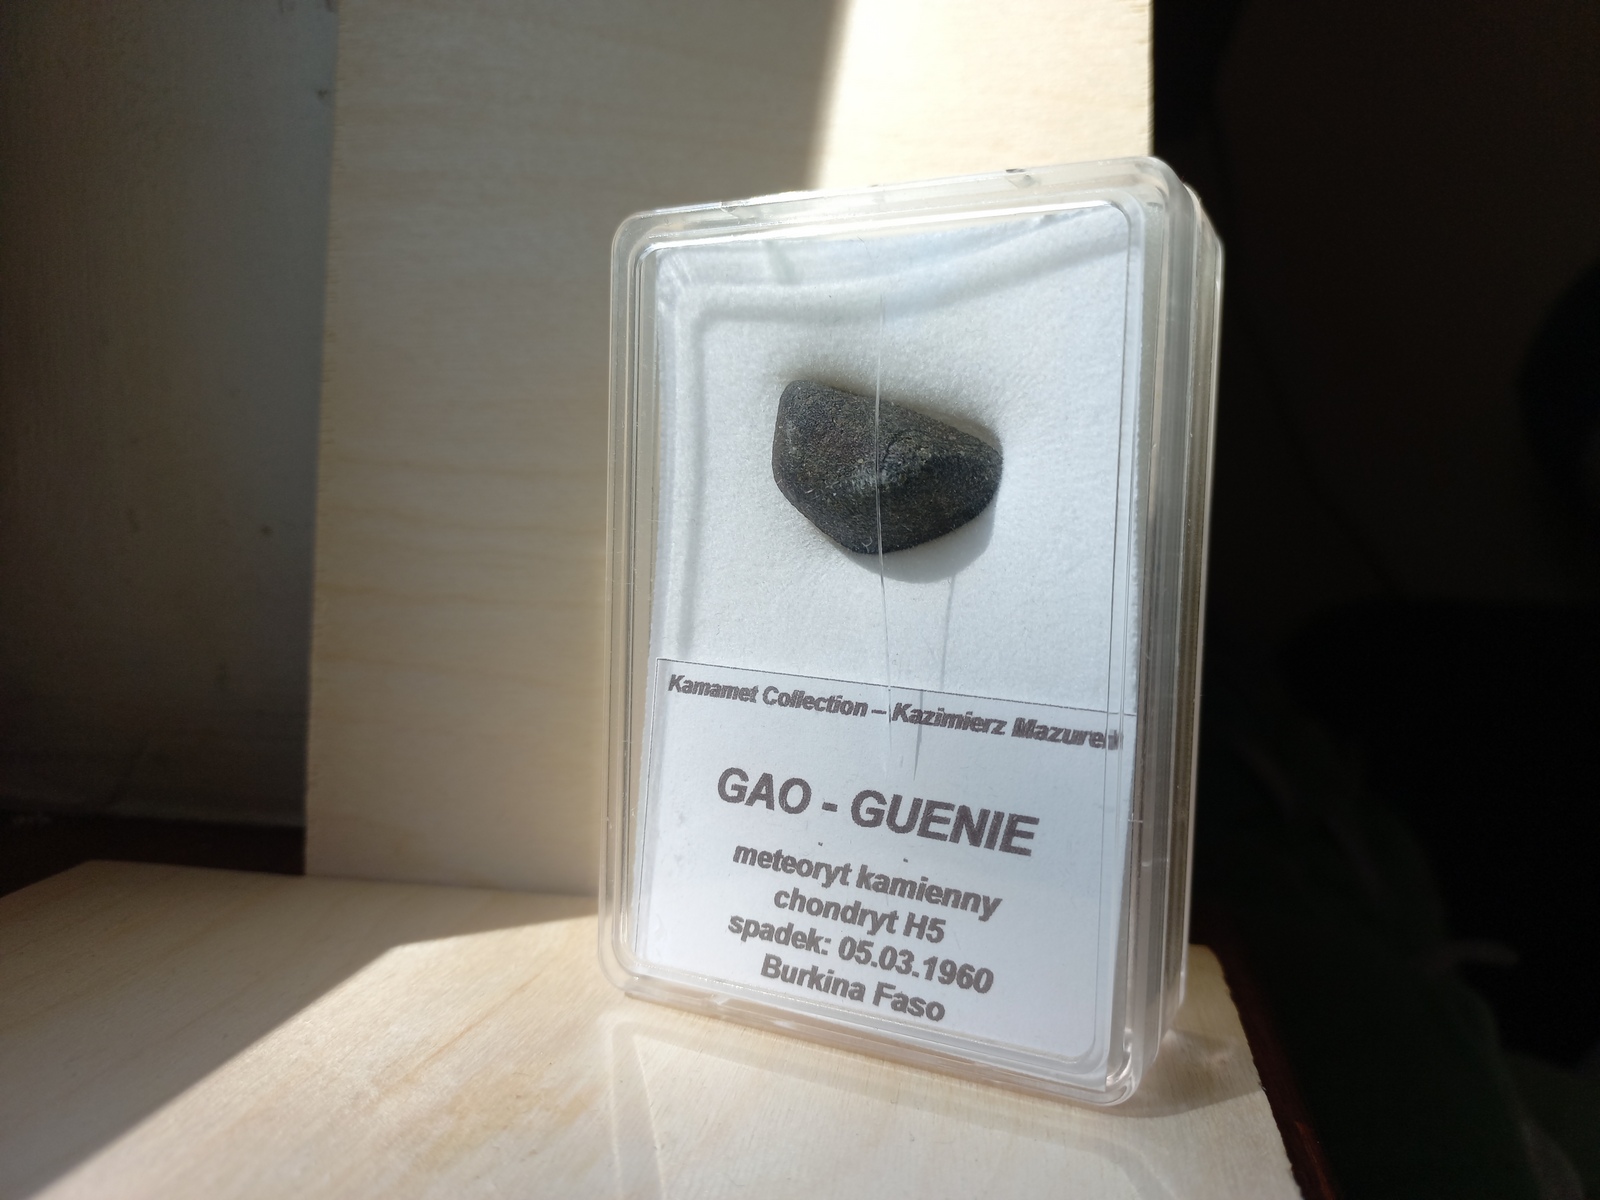 Kamamet Collection – Kazimierz Mazurek
GAO - GUENIE
meteoryt kamienny
chondryt H5
spadek: 05.03.1960
Burkina Faso